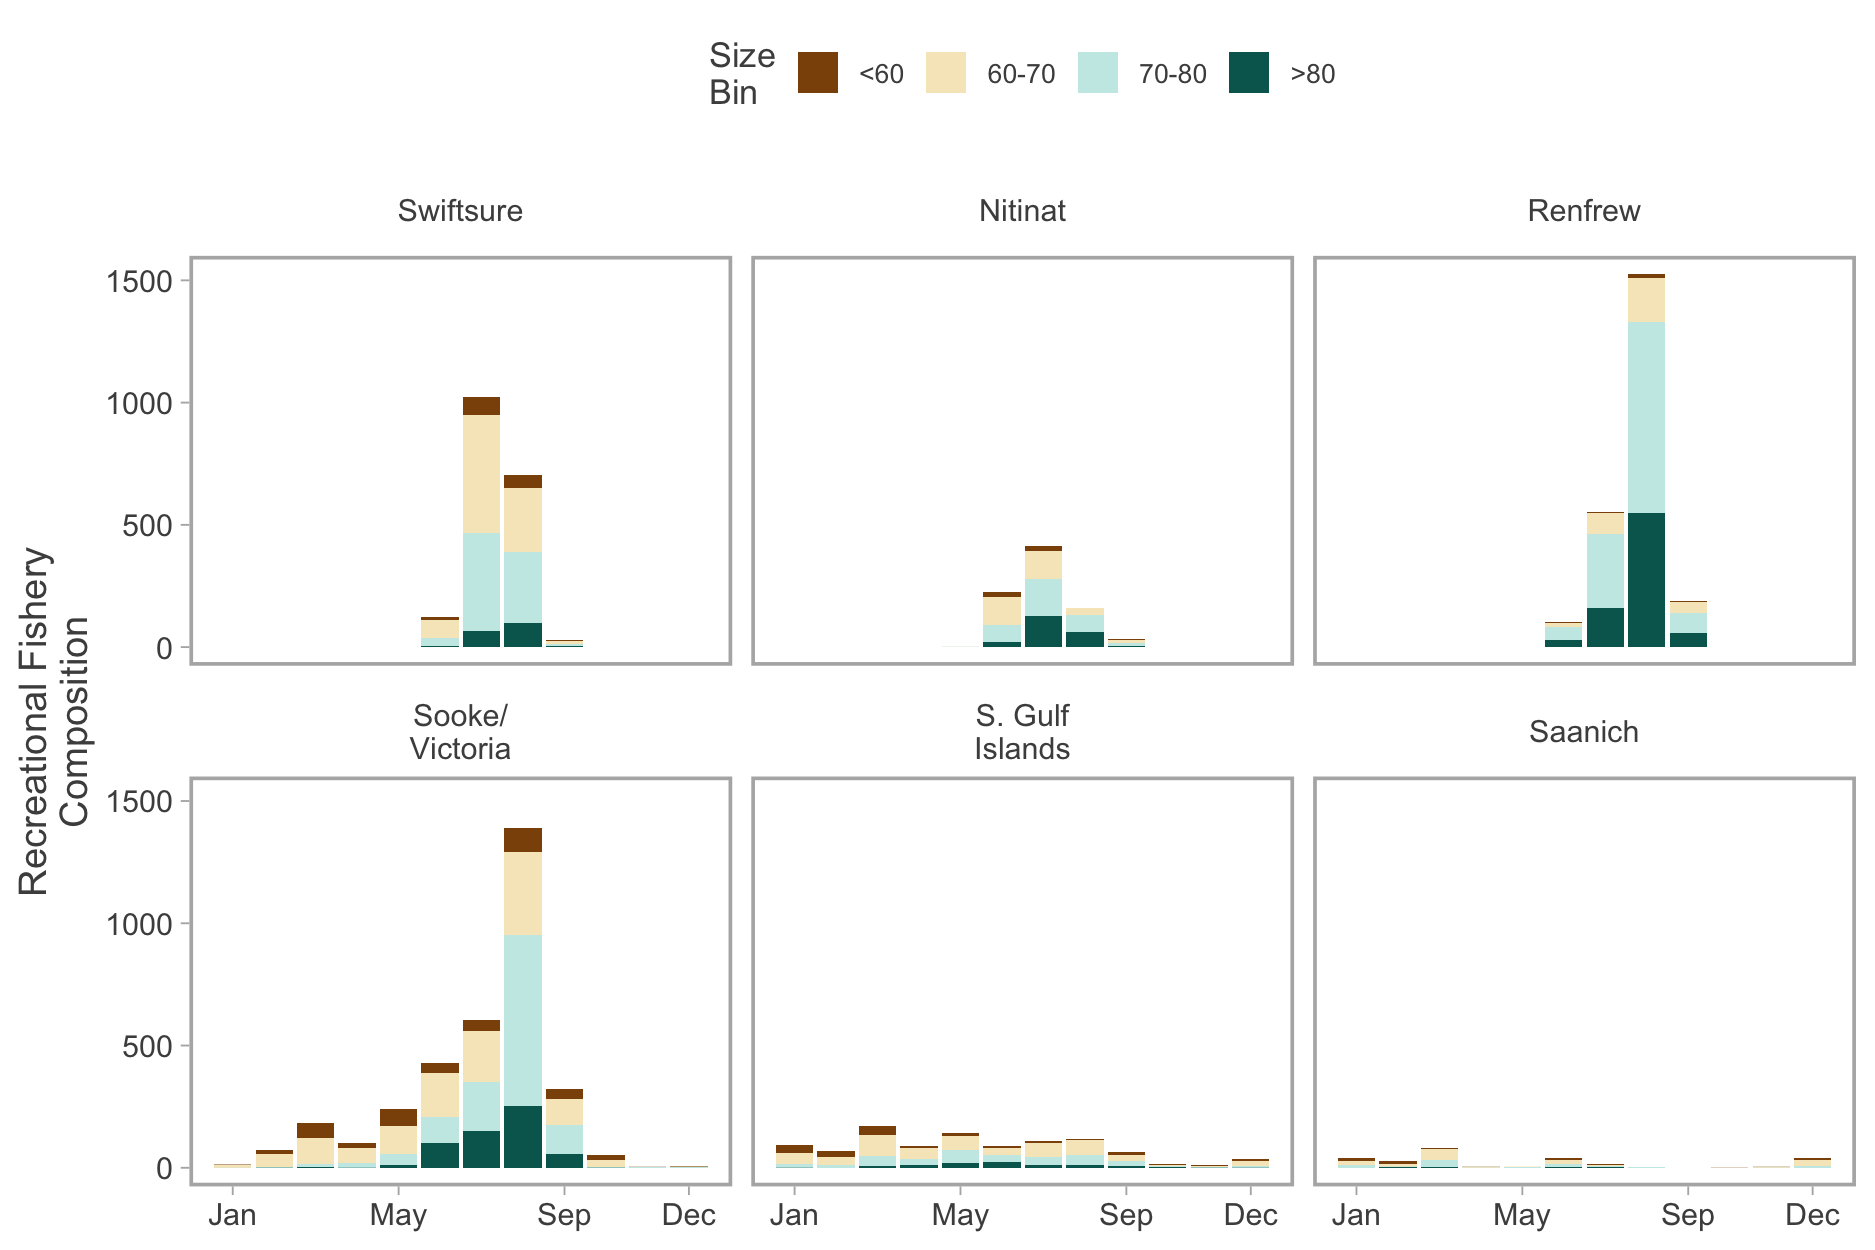 Size
Bin
<60
60-70
70-80
>80
Swiftsure
Nitinat
Renfrew
1500
1000
500
0
Recreational Fishery
Composition
Sooke/
Victoria
S. Gulf
Islands
Saanich
1500
1000
500
0
Jan
May
Sep
Dec
Jan
May
Sep
Dec
Jan
May
Sep
Dec